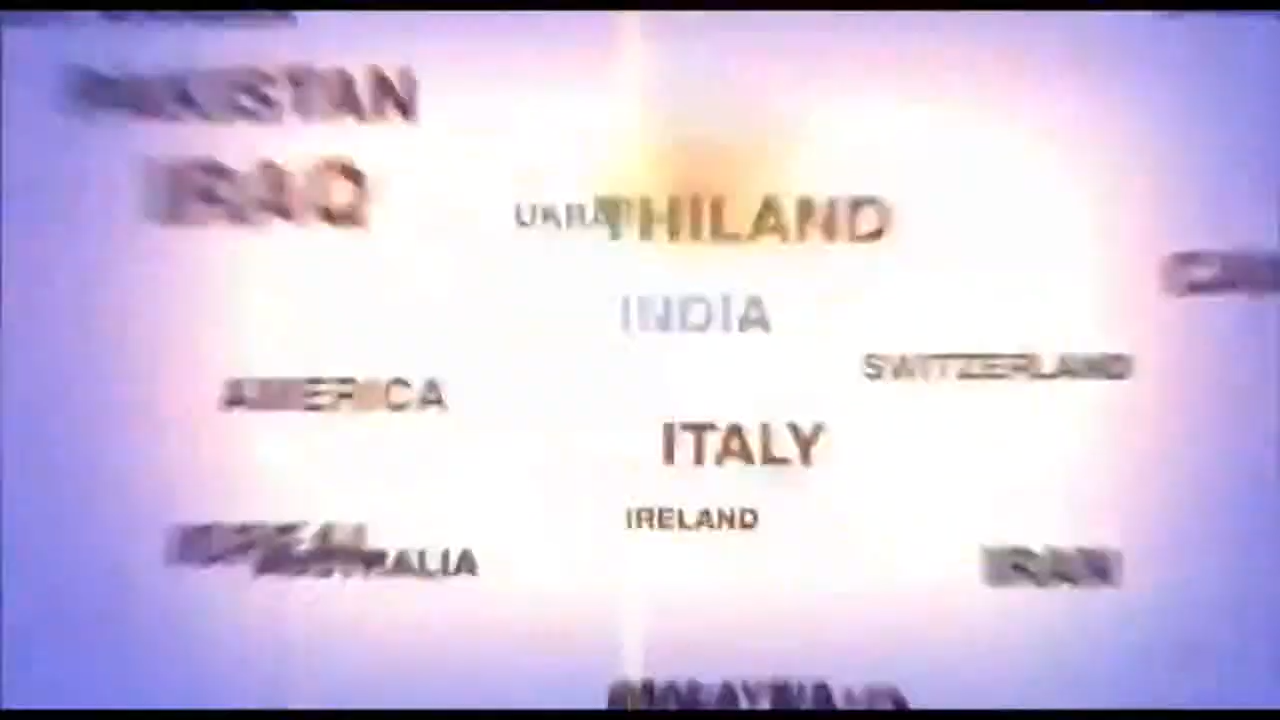 PAKISTAN
IRAQ
THILAND
INDIA
SWITZERLAND
AMERICA
ITALY
IRELAND
AUSTRALIA
IRAN